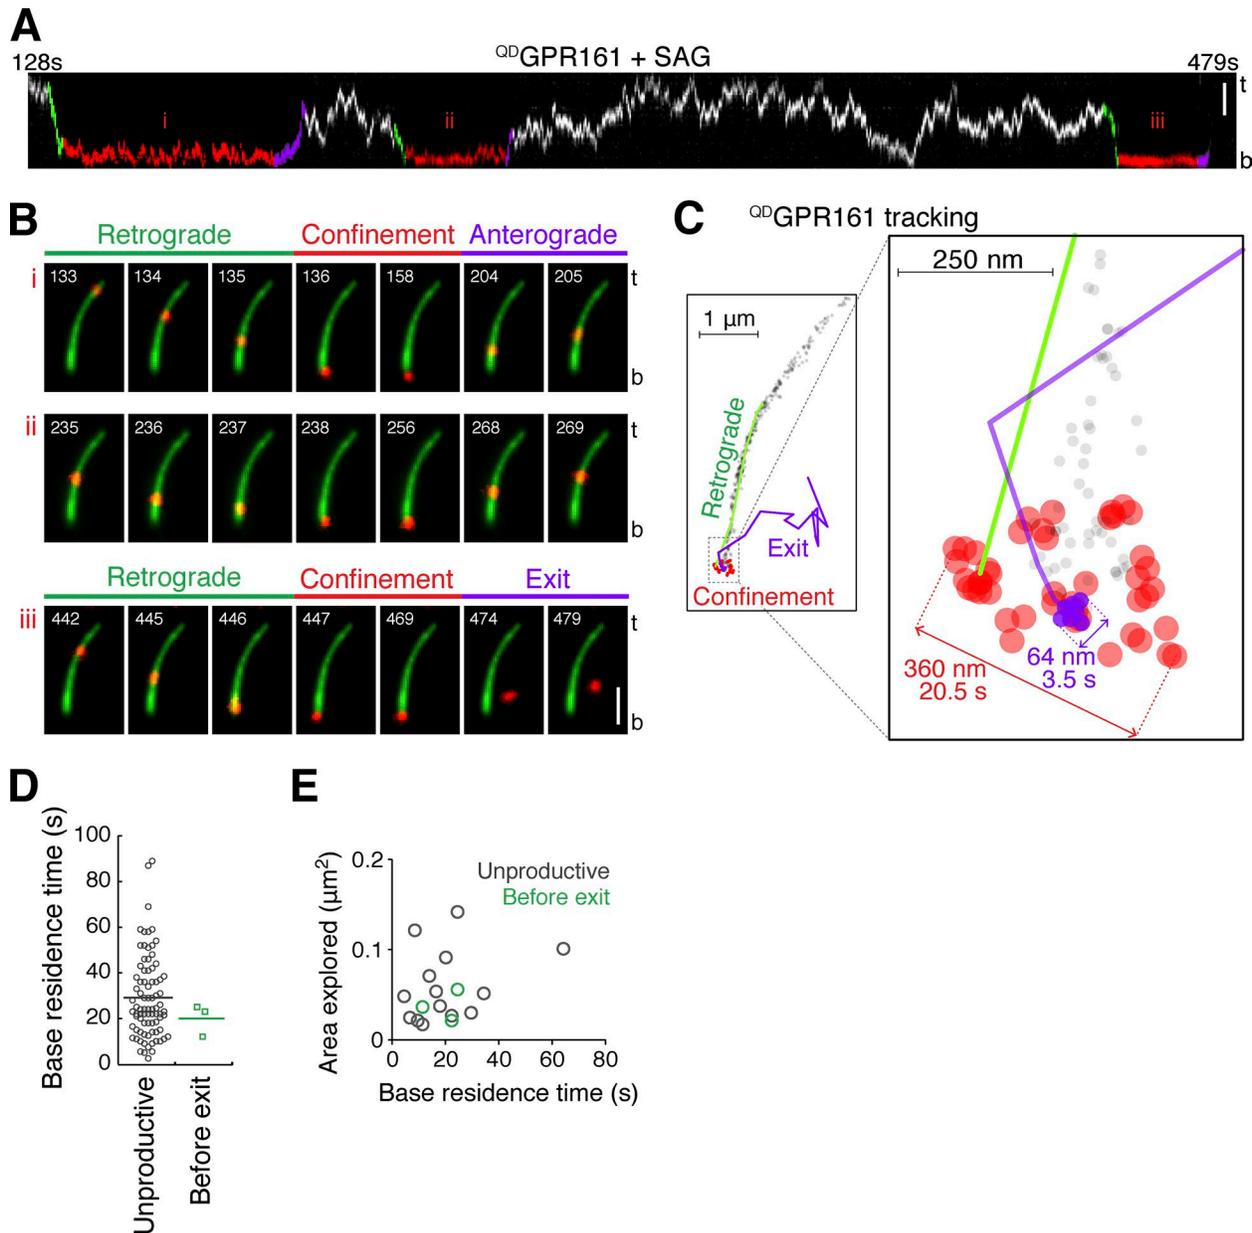 A
QDGPR161 + SAG
128s
479s
t
i
ii
iii
b
B
Retrograde Confinement Anterograde
i
133 134 135 136 158 204 205
t
b
ii
235 236 237 238 256 268 269
t
b
Retrograde Confinement Exit
iii
442 445 446 447 469 474 479
t
b
C
QDGPR161 tracking
1 µm
Retrograde
Exit
Confinement
250 nm
360 nm
20.5 s
64 nm
3.5 s
D
Base residence time (s)
100
80
60
40
20
0
Unproductive
Before exit
E
Area explored (µm2)
0.2
0.1
0
Unproductive
Before exit
0 20 40 60 80
Base residence time (s)